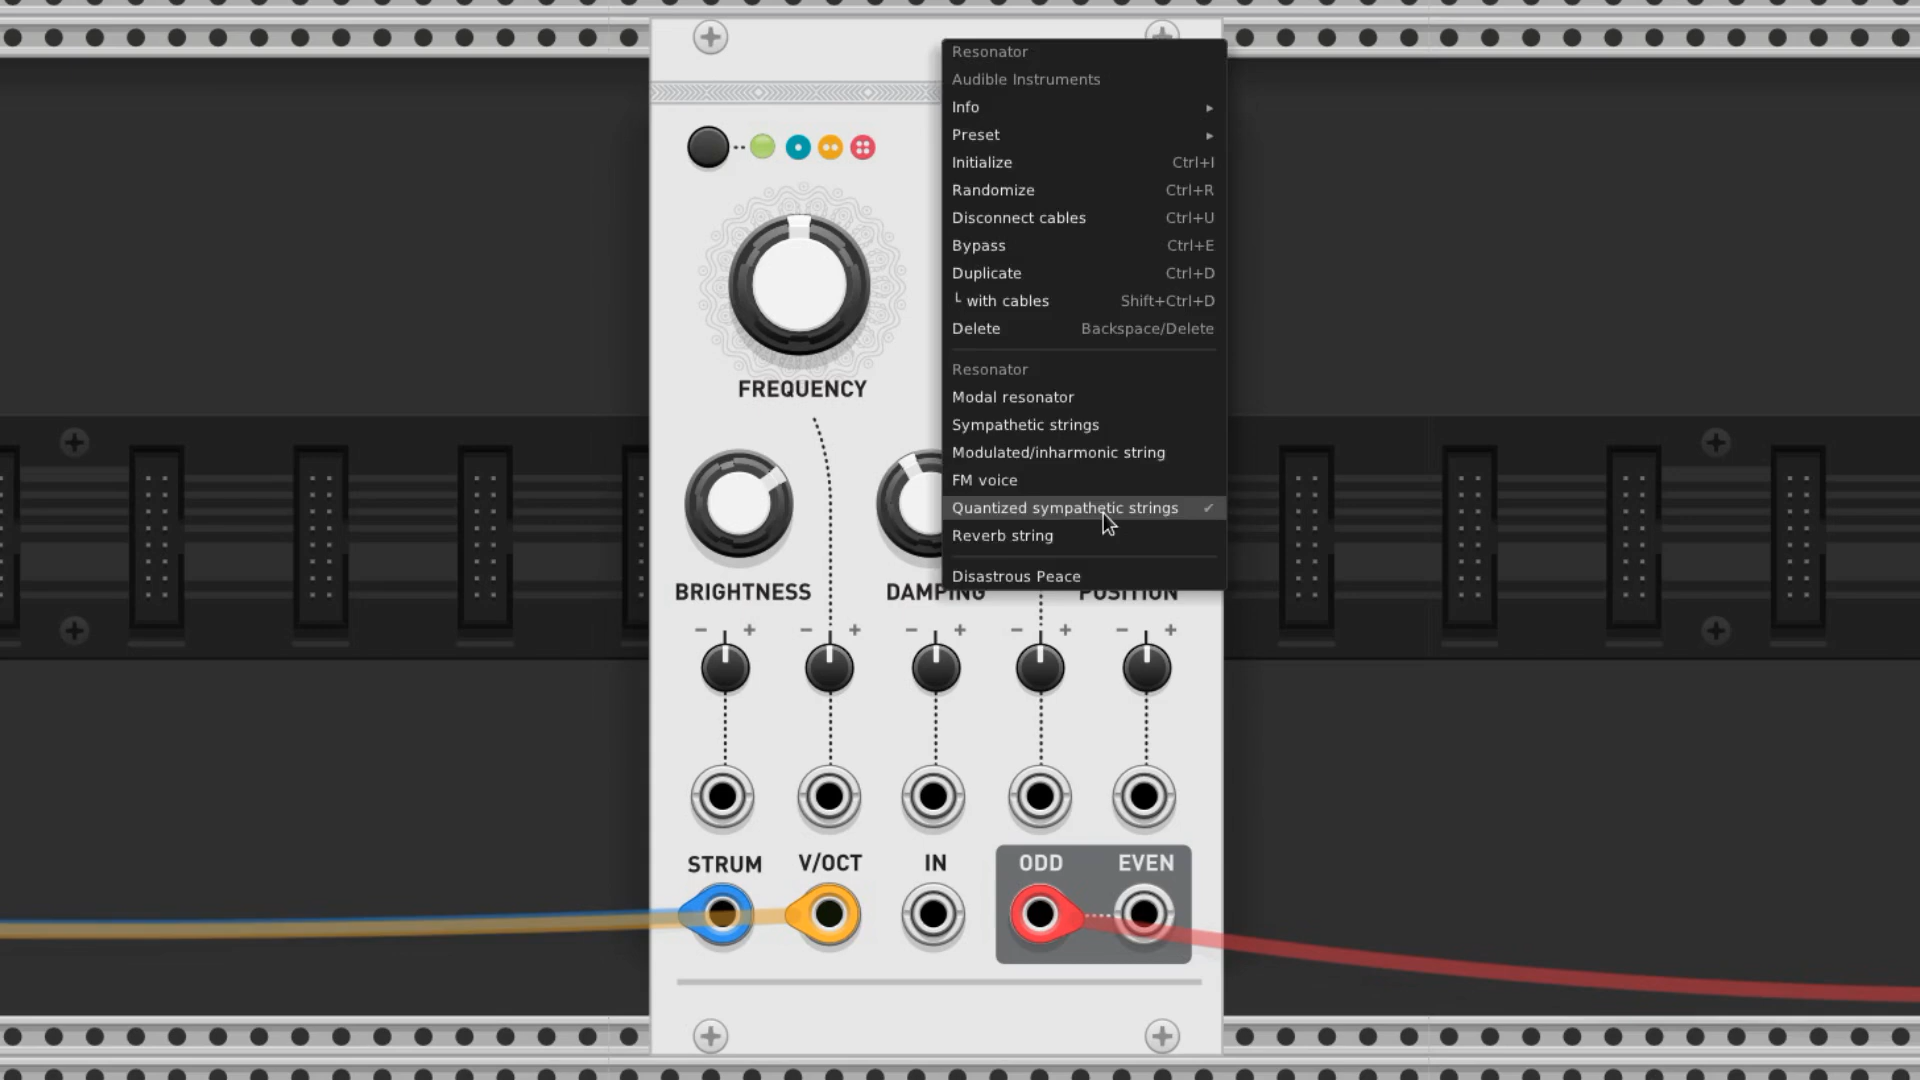 Resonator
Audible Instruments
Info ▸
Preset ▸
Initialize Ctrl+I
Randomize Ctrl+R
Disconnect cables Ctrl+U
Bypass Ctrl+E
Duplicate Ctrl+D
└ with cables Shift+Ctrl+D
Delete Backspace/Delete
Resonator
Modal resonator
Sympathetic strings
Modulated/inharmonic string
FM voice
Quantized sympathetic strings ✓
Reverb string
Disastrous Peace
FREQUENCY
BRIGHTNESS DAMPING POSITION
− + − + − + − + − +
STRUM V/OCT IN ODD EVEN